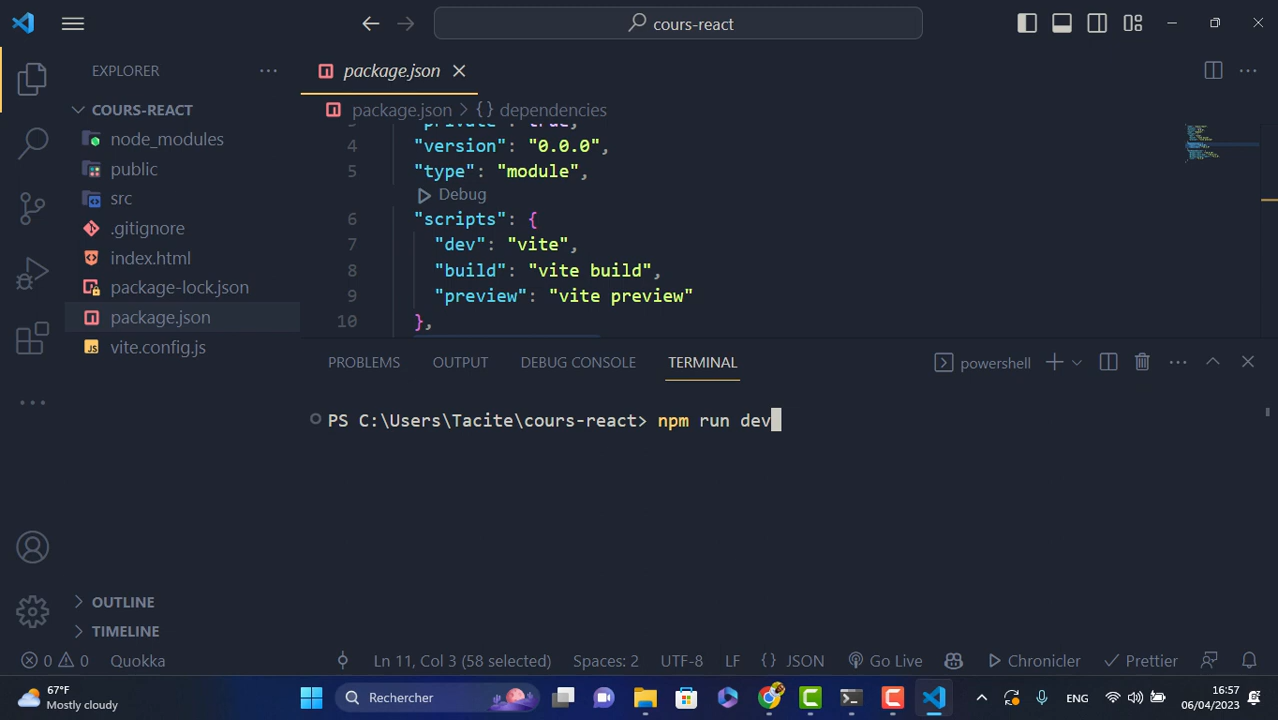 cours-react
EXPLORER
package.json
COURS-REACT
package.json > {} dependencies
node_modules
public
src
.gitignore
index.html
package-lock.json
package.json
vite.config.js
3 "private": true,
4 "version": "0.0.0",
5 "type": "module",
Debug
6 "scripts": {
7 "dev": "vite",
8 "build": "vite build",
9 "preview": "vite preview"
10 },
PROBLEMS OUTPUT DEBUG CONSOLE TERMINAL powershell
PS C:\Users\Tacite\cours-react> npm run dev
OUTLINE
TIMELINE
0 0 Quokka Ln 11, Col 3 (58 selected) Spaces: 2 UTF-8 LF {} JSON Go Live Chronicler Prettier
67°F
Mostly cloudy
Rechercher
ENG
16:57
06/04/2023